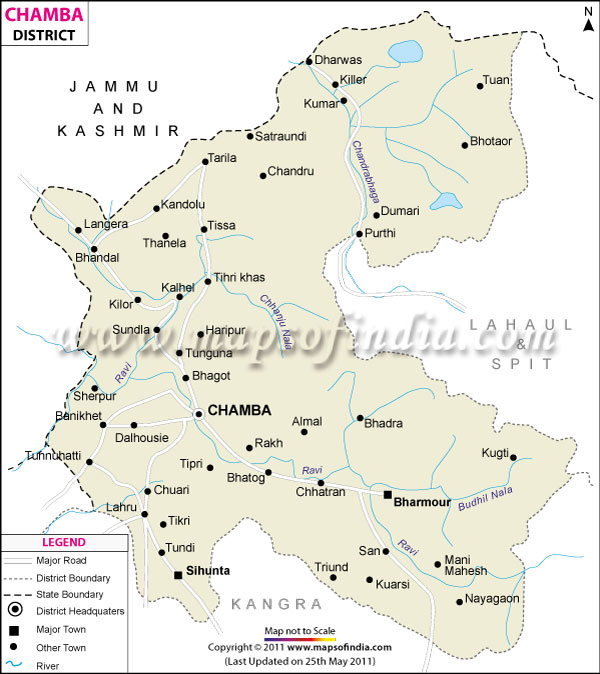 CHAMBA
DISTRICT
N
JAMMU
AND
KASHMIR
Dharwas
Killer
Kumar
Tuan
Bhotaor
Satraundi
Tarila
Chandru
Chandrabhaga
Dumari
Purthi
Kandolu
Langera
Tissa
Thanela
Bhandal
Tihri khas
Kalhel
Kilor
Chhanju Nala
Sundla
Haripur
www.mapsofindia.com
LAHAUL
&
SPIT
Tunguna
Ravi
Bhagot
Sherpur
Banikhet
CHAMBA
Dalhousie
Almal
Bhadra
Rakh
Kugti
Tunnuhatti
Tipri
Bhatog
Ravi
Chhatran
Bharmour
Budhil Nala
Chuari
Lahru
Tikri
Tundi
Sihunta
San
Ravi
Mani
Mahesh
Triund
Kuarsi
Nayagaon
KANGRA
LEGEND
Major Road
District Boundary
State Boundary
District Headquaters
Major Town
Other Town
River
Map not to Scale
Copyright © 2011 www.mapsofindia.com
(Last Updated on 25th May 2011)